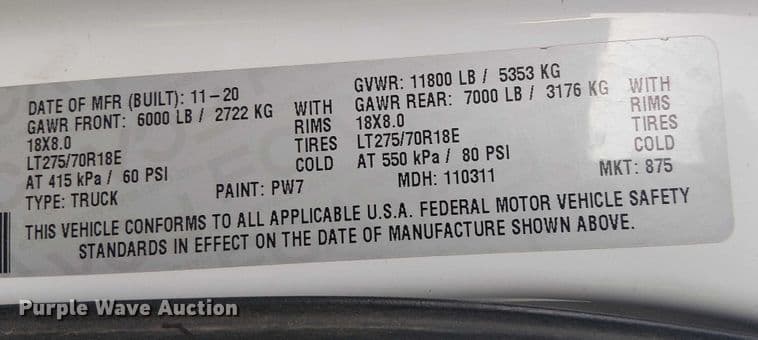 DATE OF MFR (BUILT): 11-20 GVWR: 11800 LB / 5353 KG
GAWR FRONT: 6000 LB / 2722 KG WITH GAWR REAR: 7000 LB / 3176 KG WITH
18X8.0 RIMS 18X8.0 RIMS
LT275/70R18E TIRES LT275/70R18E TIRES
AT 415 kPa / 60 PSI COLD AT 550 kPa / 80 PSI COLD
TYPE: TRUCK PAINT: PW7 MDH: 110311 MKT: 875
THIS VEHICLE CONFORMS TO ALL APPLICABLE U.S.A. FEDERAL MOTOR VEHICLE SAFETY
STANDARDS IN EFFECT ON THE DATE OF MANUFACTURE SHOWN ABOVE.
Purple Wave Auction